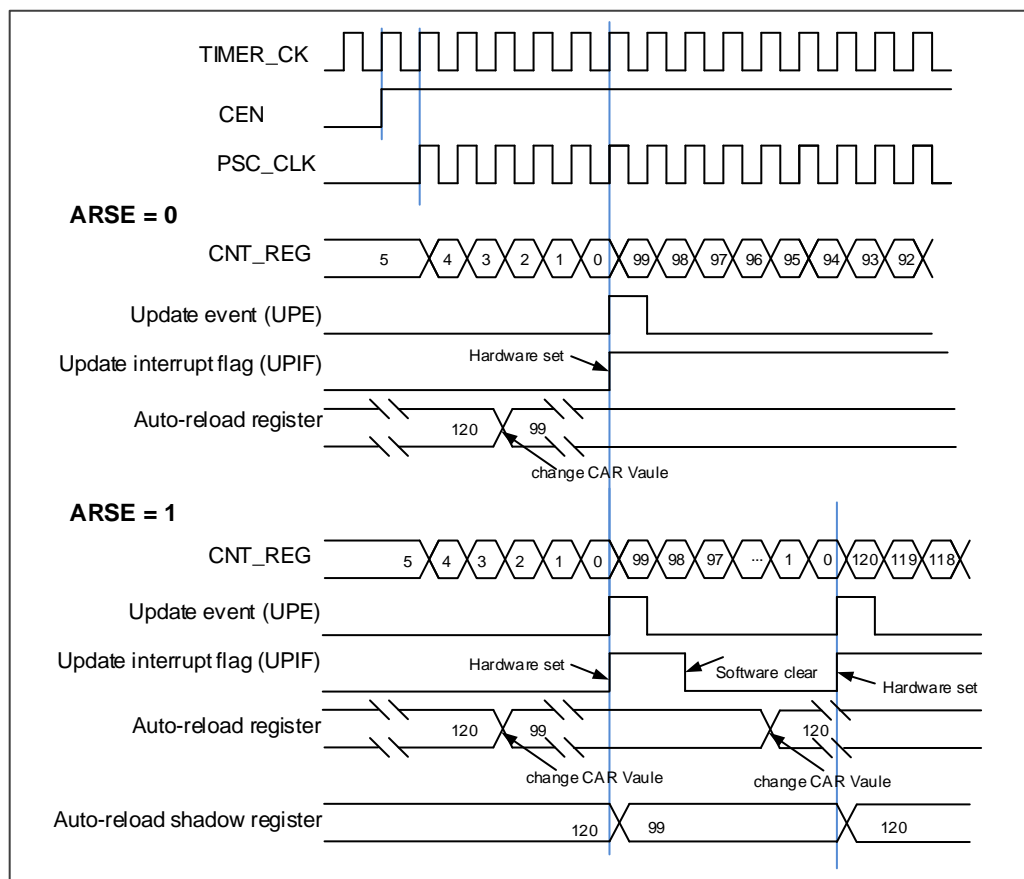 TIMER_CK
CEN
PSC_CLK
ARSE = 0
CNT_REG 5 4 3 2 1 0 99 98 97 96 95 94 93 92
Update event (UPE)
Update interrupt flag (UPIF) Hardware set
Auto-reload register 120 99
change CAR Vaule
ARSE = 1
CNT_REG 5 4 3 2 1 0 99 98 97 ... 1 0 120 119 118
Update event (UPE)
Update interrupt flag (UPIF) Hardware set Software clear Hardware set
Auto-reload register 120 99 120
change CAR Vaule change CAR Vaule
Auto-reload shadow register 120 99 120